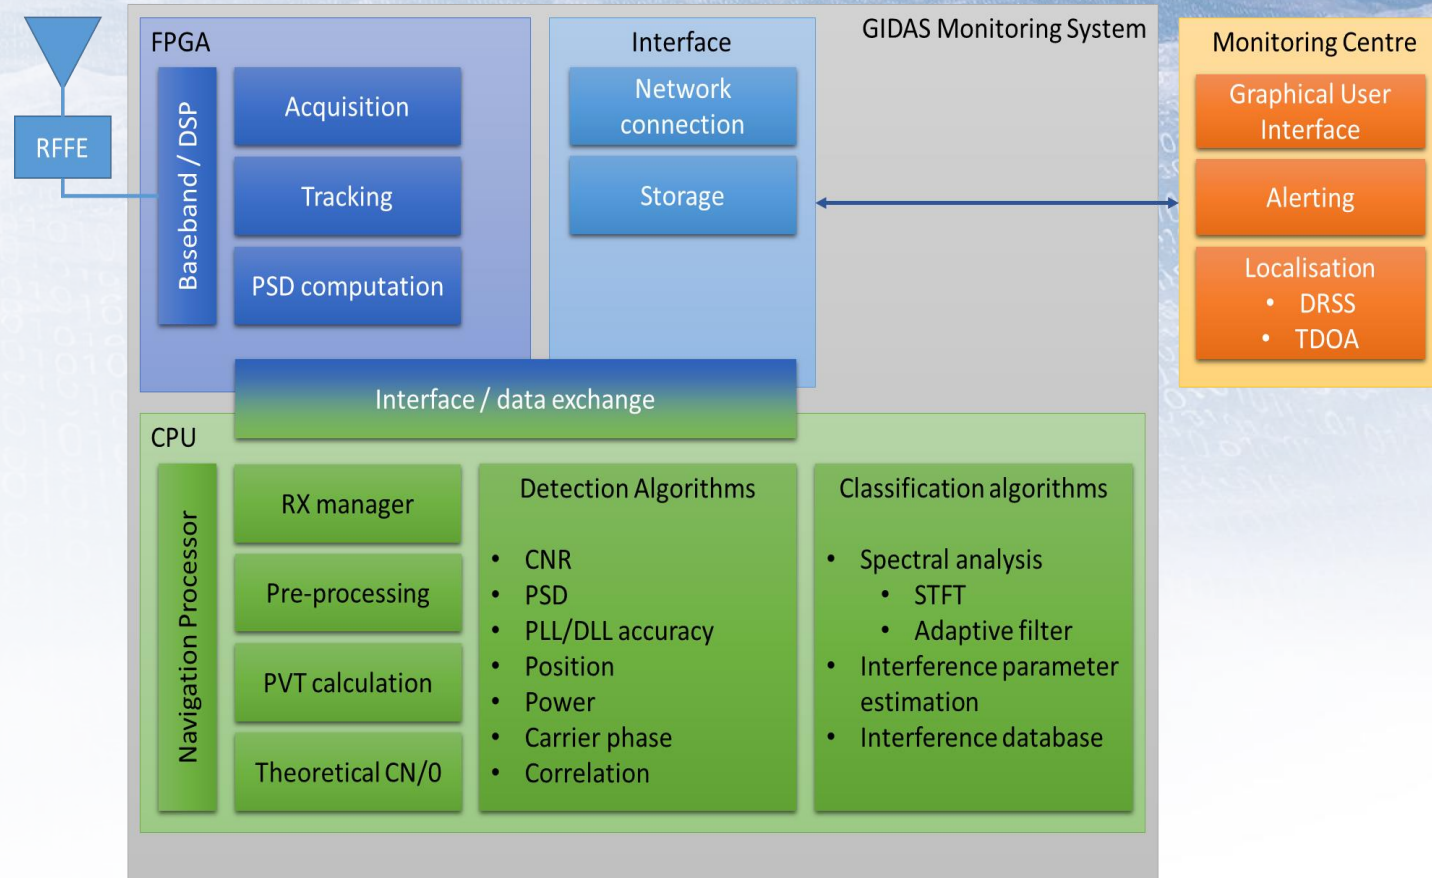 GIDAS Monitoring System
RFFE
FPGA
Baseband / DSP
Acquisition
Tracking
PSD computation
Interface
Network
connection
Storage
Interface / data exchange
CPU
Navigation Processor
RX manager
Pre-processing
PVT calculation
Theoretical CN/0
Detection Algorithms
• CNR
• PSD
• PLL/DLL accuracy
• Position
• Power
• Carrier phase
• Correlation
Classification algorithms
• Spectral analysis
• STFT
• Adaptive filter
• Interference parameter
estimation
• Interference database
Monitoring Centre
Graphical User
Interface
Alerting
Localisation
• DRSS
• TDOA